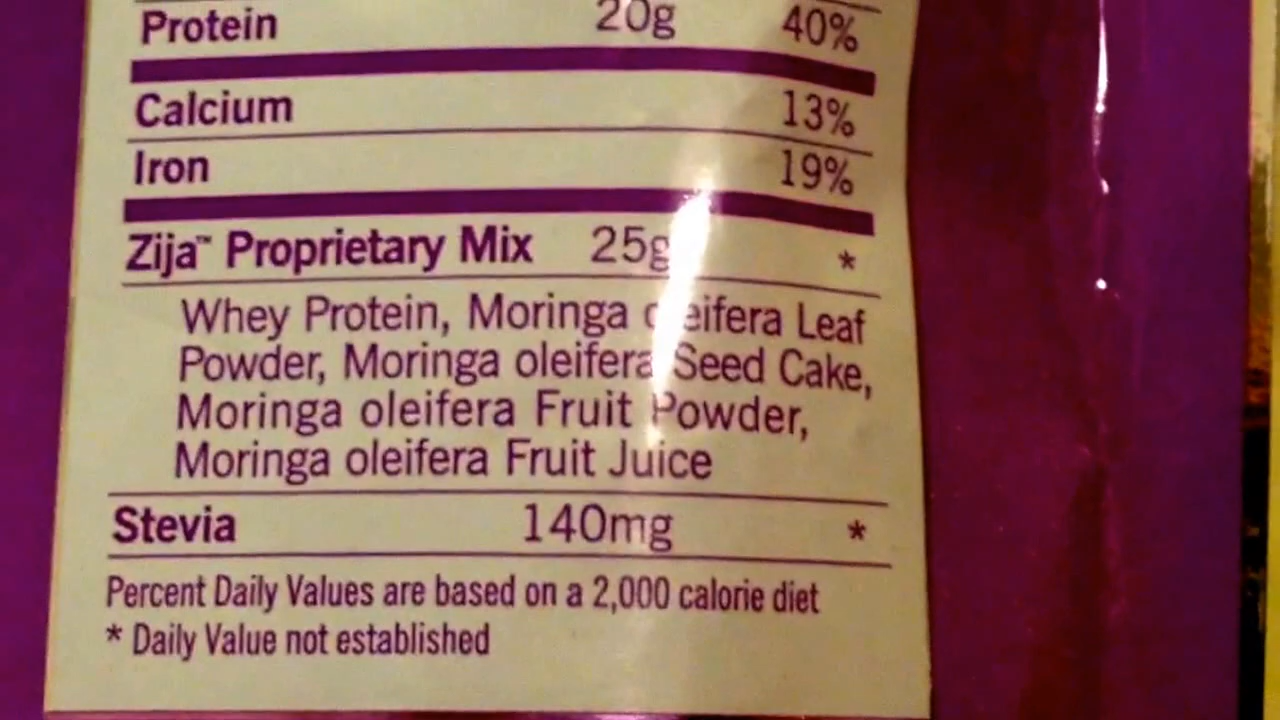 Protein 20g 40%
Calcium 13%
Iron 19%
Zija™ Proprietary Mix 25g *
Whey Protein, Moringa oleifera Leaf
Powder, Moringa oleifera Seed Cake,
Moringa oleifera Fruit Powder,
Moringa oleifera Fruit Juice
Stevia 140mg *
Percent Daily Values are based on a 2,000 calorie diet
* Daily Value not established